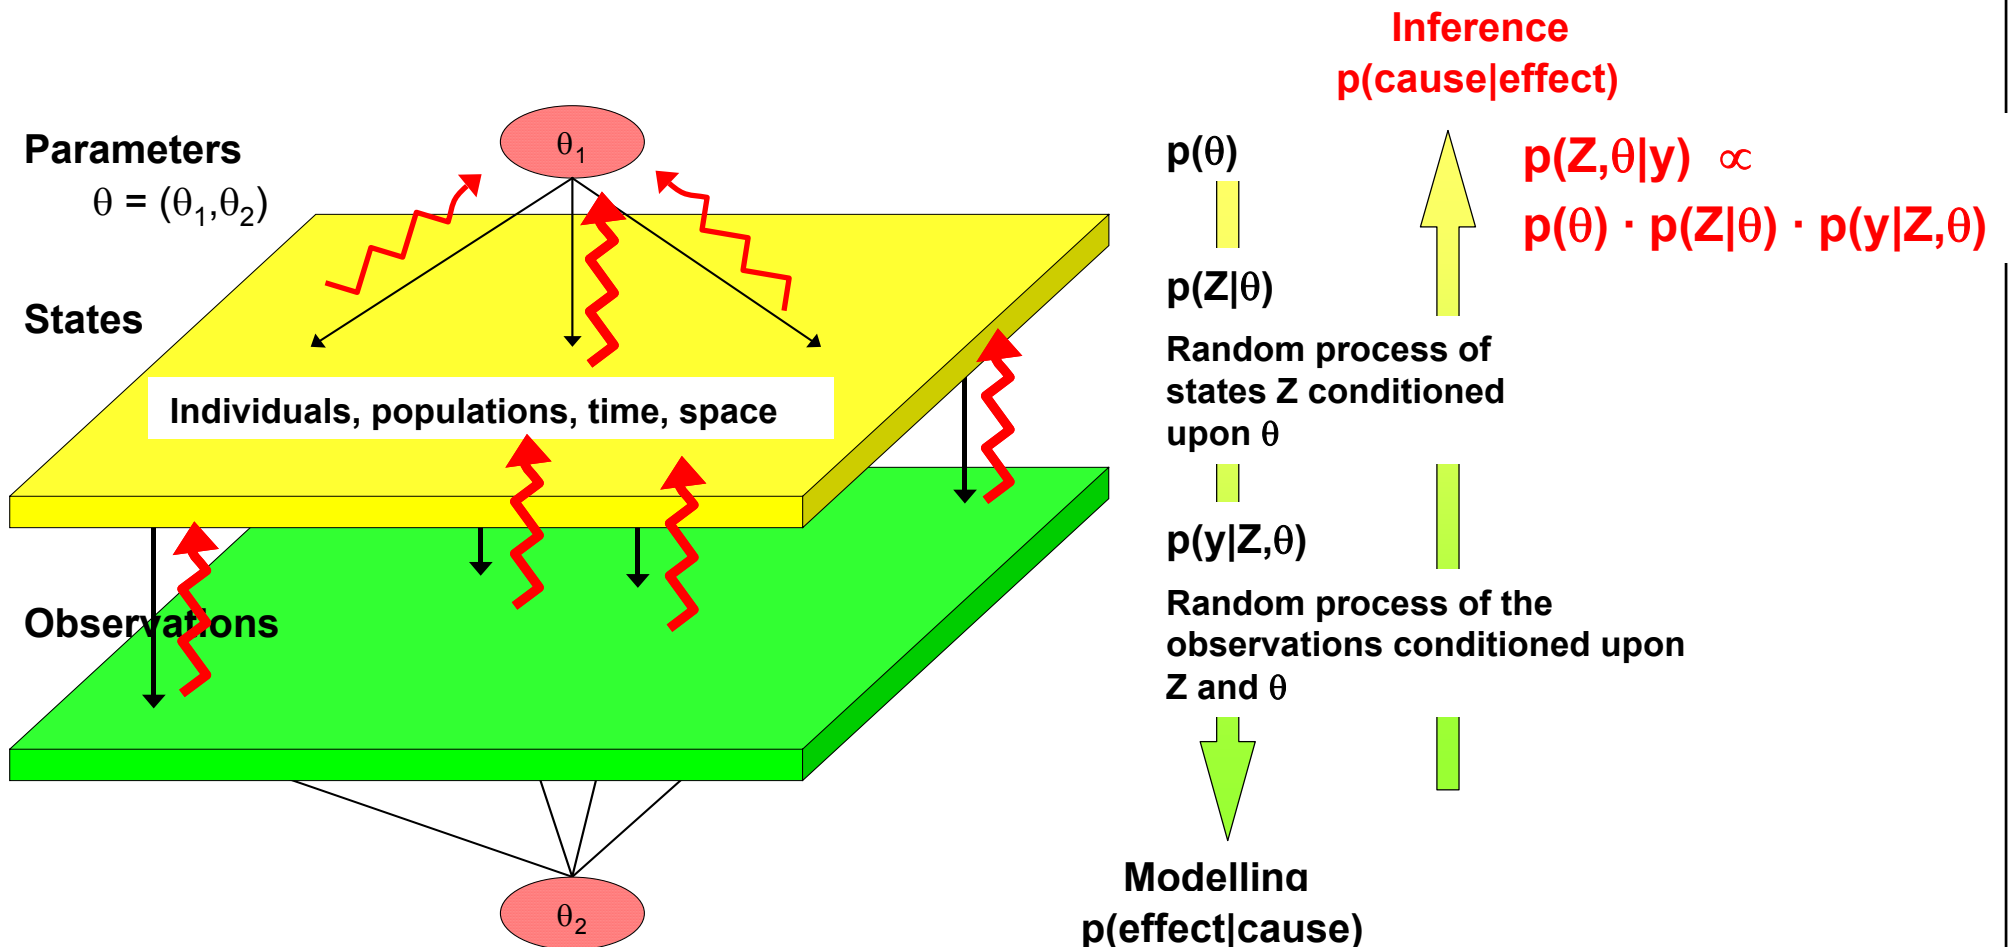 Inference
p(cause|effect)
Parameters
θ = (θ₁,θ₂)
θ₁
p(θ)
p(Z,θ|y) ∝
p(θ) · p(Z|θ) · p(y|Z,θ)
States
p(Z|θ)
Random process of
states Z conditioned
upon θ
Individuals, populations, time, space
p(y|Z,θ)
Observations
Random process of the
observations conditioned upon
Z and θ
θ₂
Modelling
p(effect|cause)